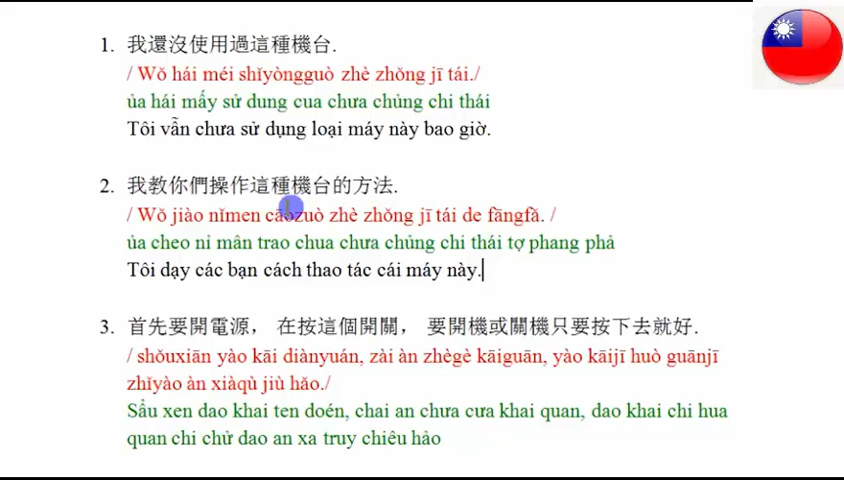 1. 我還沒使用過這種機台.
/ Wǒ hái méi shǐyòngguò zhè zhǒng jī tái./
ủa hái mấy sử dung cua chưa chủng chi thái
Tôi vẫn chưa sử dụng loại máy này bao giờ.
2. 我教你們操作這種機台的方法.
/ Wǒ jiào nǐmen cāozuò zhè zhǒng jī tái de fāngfǎ. /
ủa cheo nỉ mân trao chua chưa chủng chi thái tợ phang phả
Tôi dạy các bạn cách thao tác cái máy này.
3. 首先要開電源， 在按這個開關， 要開機或關機只要按下去就好.
/ shǒuxiān yào kāi diànyuán, zài àn zhègè kāiguān, yào kāijī huò guānjī
zhǐyào àn xiàqù jiù hǎo./
Sẩu xen dao khai ten doén, chai an chưa cưa khai quan, dao khai chi hua
quan chi chử dao an xa truy chiêu hảo